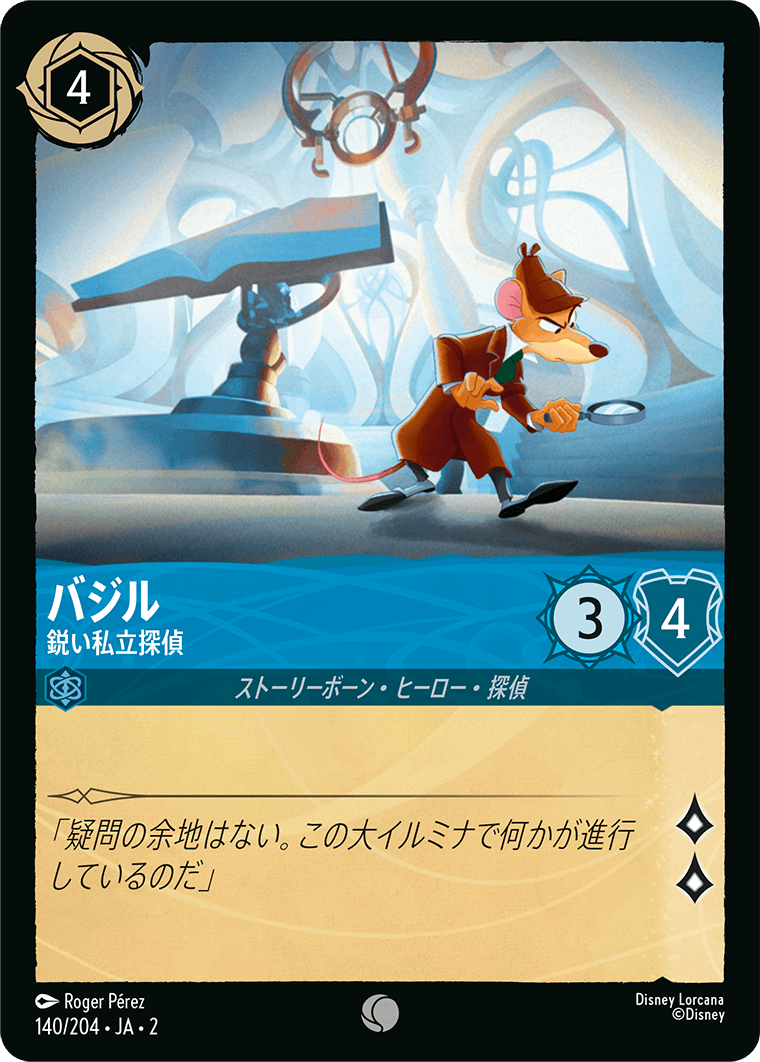 4
バジル
鋭い私立探偵
3
4
ストーリーボーン・ヒーロー・探偵
「疑問の余地はない。この大イルミナで何かが進行
しているのだ」
Roger Pérez
140/204・JA・2
Disney Lorcana
©Disney